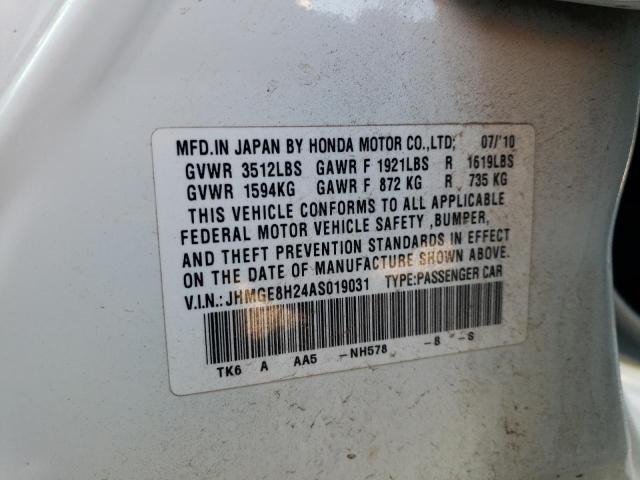 MFD.IN JAPAN BY HONDA MOTOR CO.,LTD; 07/'10
GVWR 3512LBS GAWR F 1921LBS R 1619LBS
GVWR 1594KG GAWR F 872 KG R 735 KG
THIS VEHICLE CONFORMS TO ALL APPLICABLE
FEDERAL MOTOR VEHICLE SAFETY ,BUMPER,
AND THEFT PREVENTION STANDARDS IN EFFECT
ON THE DATE OF MANUFACTURE SHOWN ABOVE.
V.I.N.: JHMGE8H24AS019031 TYPE:PASSENGER CAR
TK6 A AA5 -NH578 -8 -S